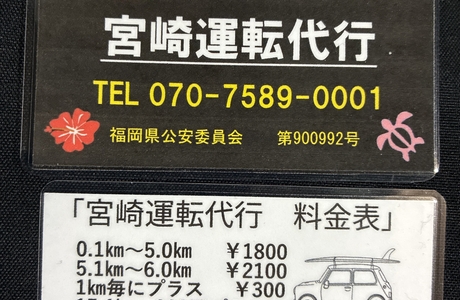 宮崎運転代行
TEL 070-7589-0001
福岡県公安委員会　第900992号
「宮崎運転代行　料金表」
0.1km～5.0km　￥1800
5.1km～6.0km　￥2100
1km毎にプラス　￥300